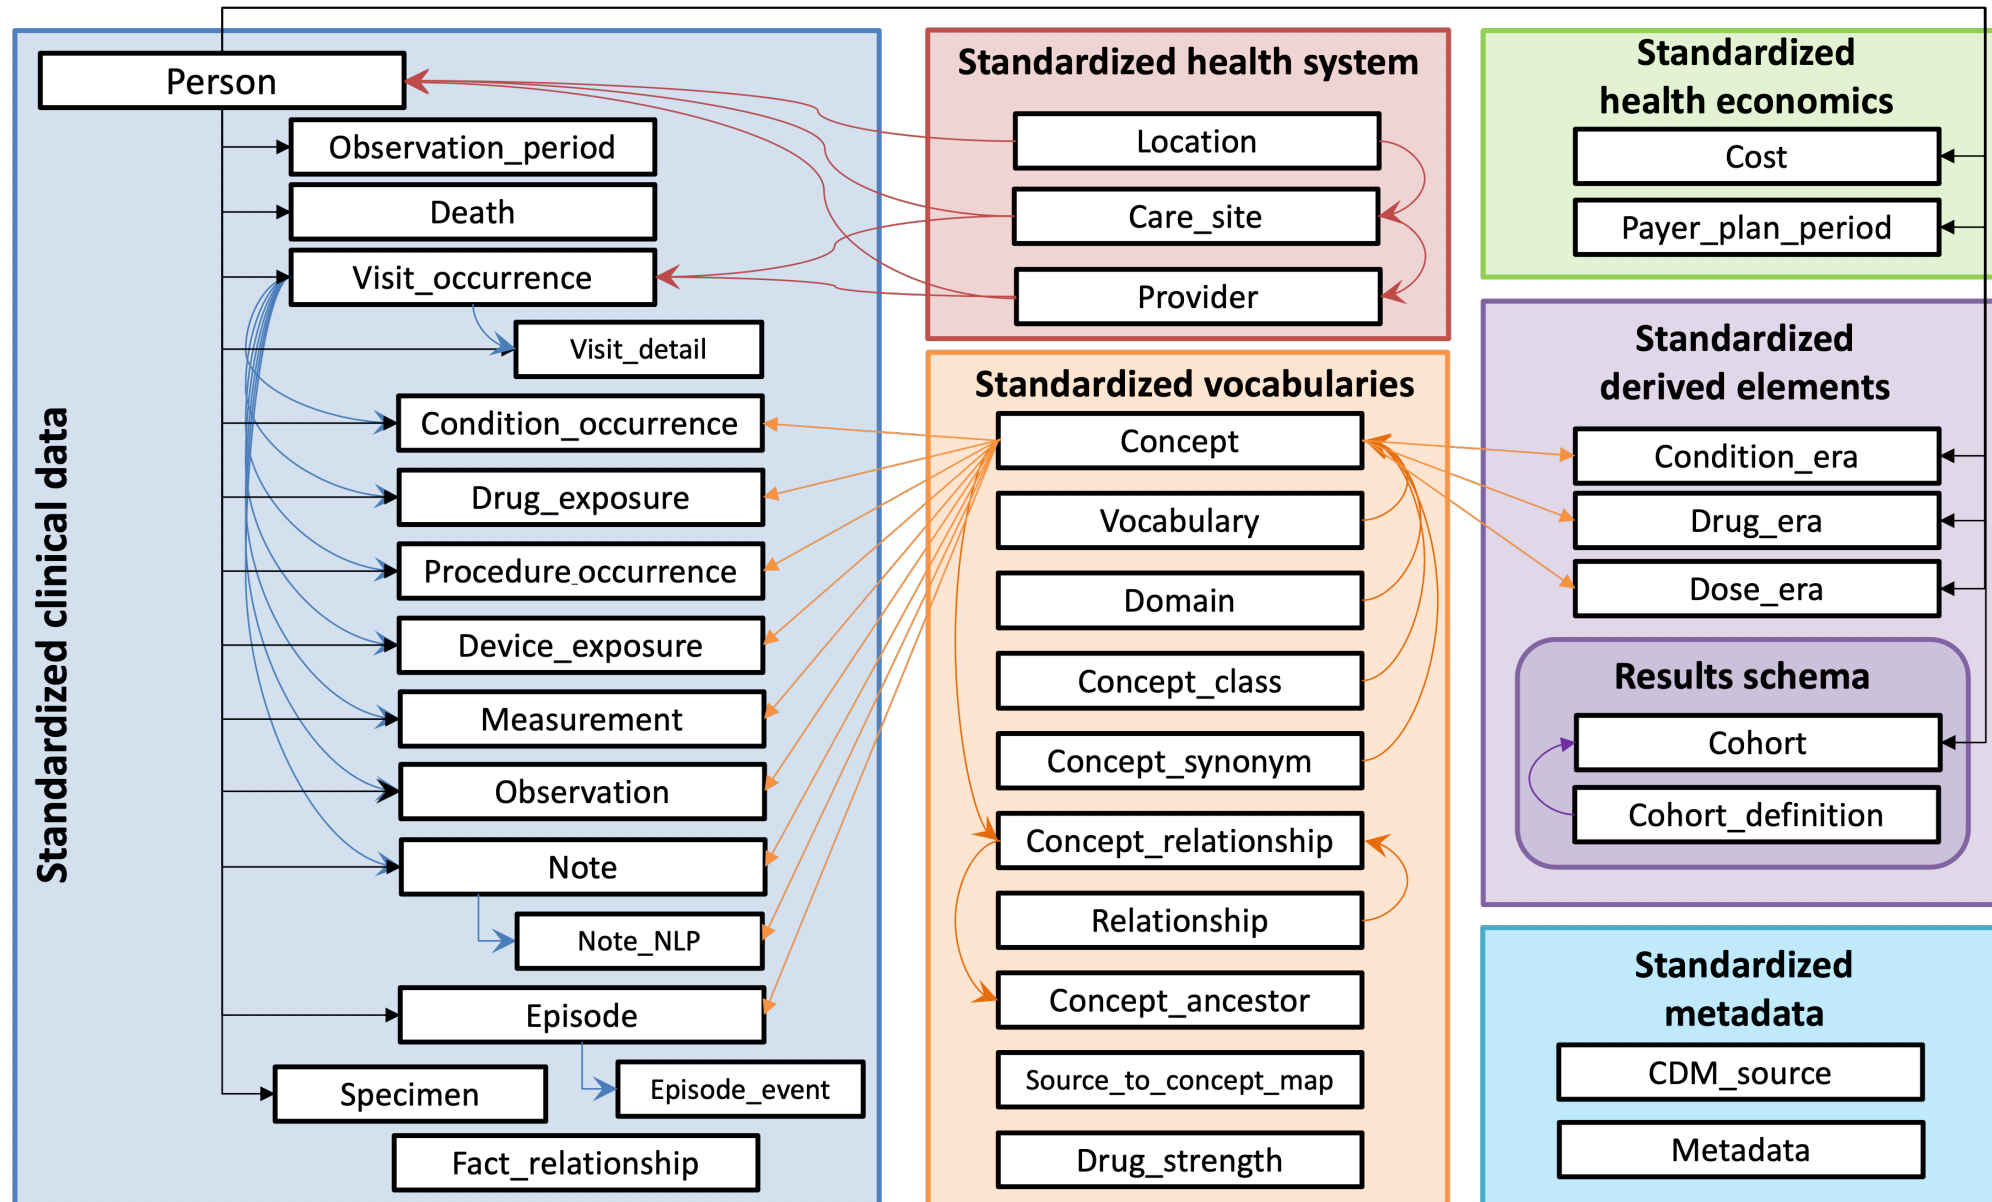 Standardized clinical data
Person
Observation_period
Death
Visit_occurrence
Visit_detail
Condition_occurrence
Drug_exposure
Procedure_occurrence
Device_exposure
Measurement
Observation
Note
Note_NLP
Episode
Specimen
Episode_event
Fact_relationship
Standardized health system
Location
Care_site
Provider
Standardized vocabularies
Concept
Vocabulary
Domain
Concept_class
Concept_synonym
Concept_relationship
Relationship
Concept_ancestor
Source_to_concept_map
Drug_strength
Standardized
health economics
Cost
Payer_plan_period
Standardized
derived elements
Condition_era
Drug_era
Dose_era
Results schema
Cohort
Cohort_definition
Standardized
metadata
CDM_source
Metadata